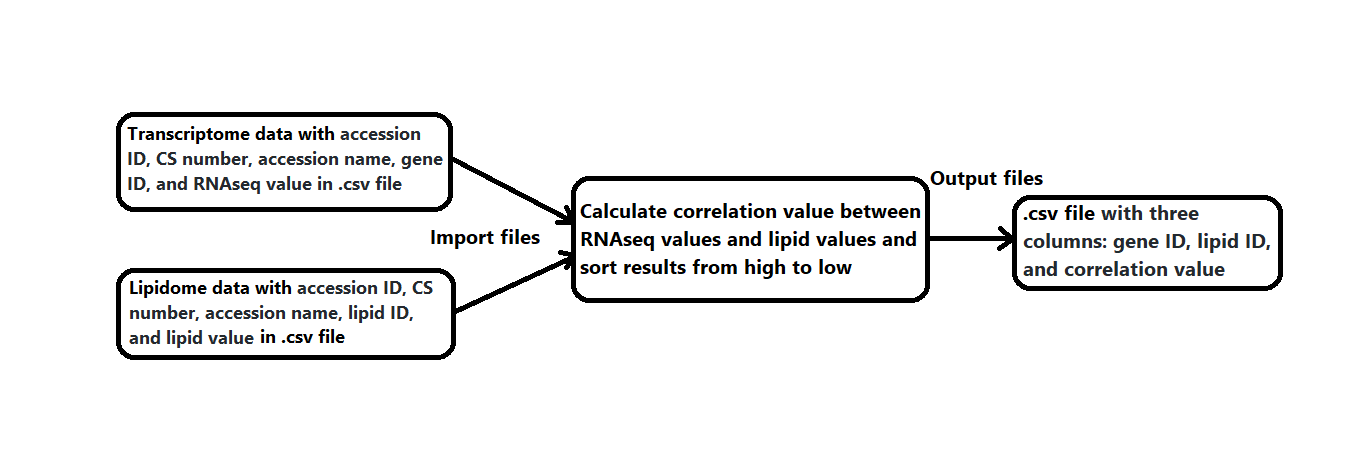 Transcriptome data with accession
ID, CS number, accession name, gene
ID, and RNAseq value in .csv file
Import files
Lipidome data with accession ID, CS
number, accession name, lipid ID,
and lipid value in .csv file
Calculate correlation value between
RNAseq values and lipid values and
sort results from high to low
Output files
.csv file with three
columns: gene ID, lipid ID,
and correlation value